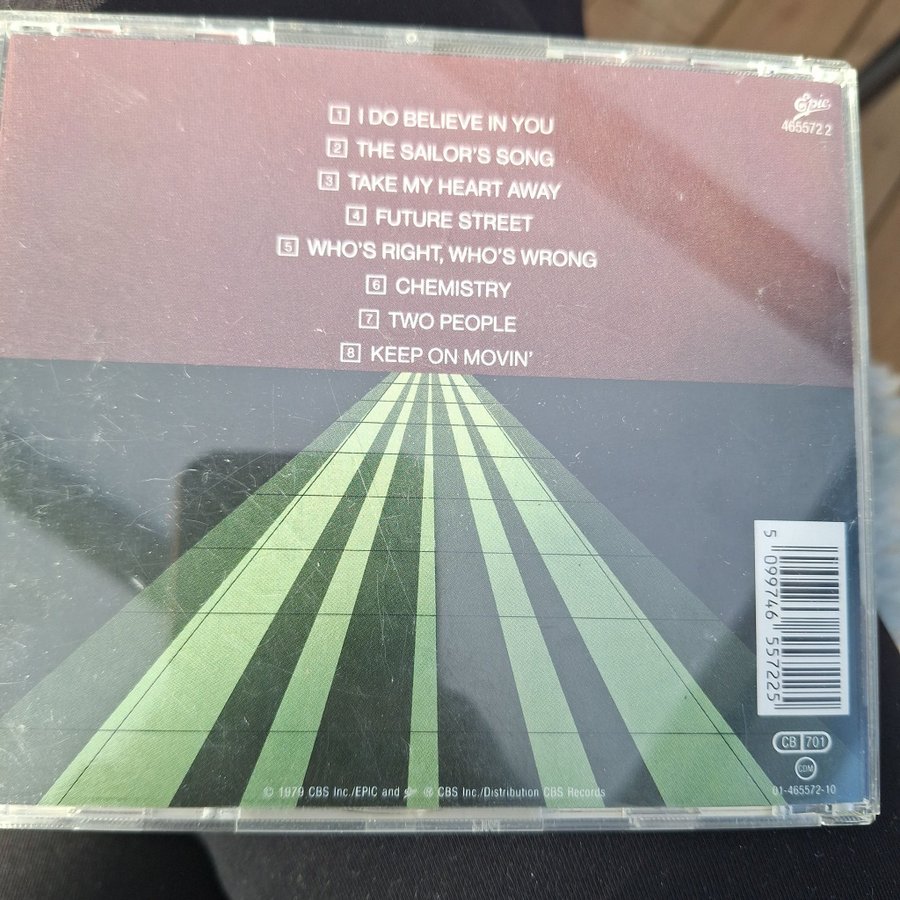 Epic
465572 2
1 I DO BELIEVE IN YOU
2 THE SAILOR'S SONG
3 TAKE MY HEART AWAY
4 FUTURE STREET
5 WHO'S RIGHT, WHO'S WRONG
6 CHEMISTRY
7 TWO PEOPLE
8 KEEP ON MOVIN'
5 099746 557225
CB 701
CDM
01-465572-10
© 1979 CBS Inc./EPIC and ℗ CBS Inc./Distribution CBS Records